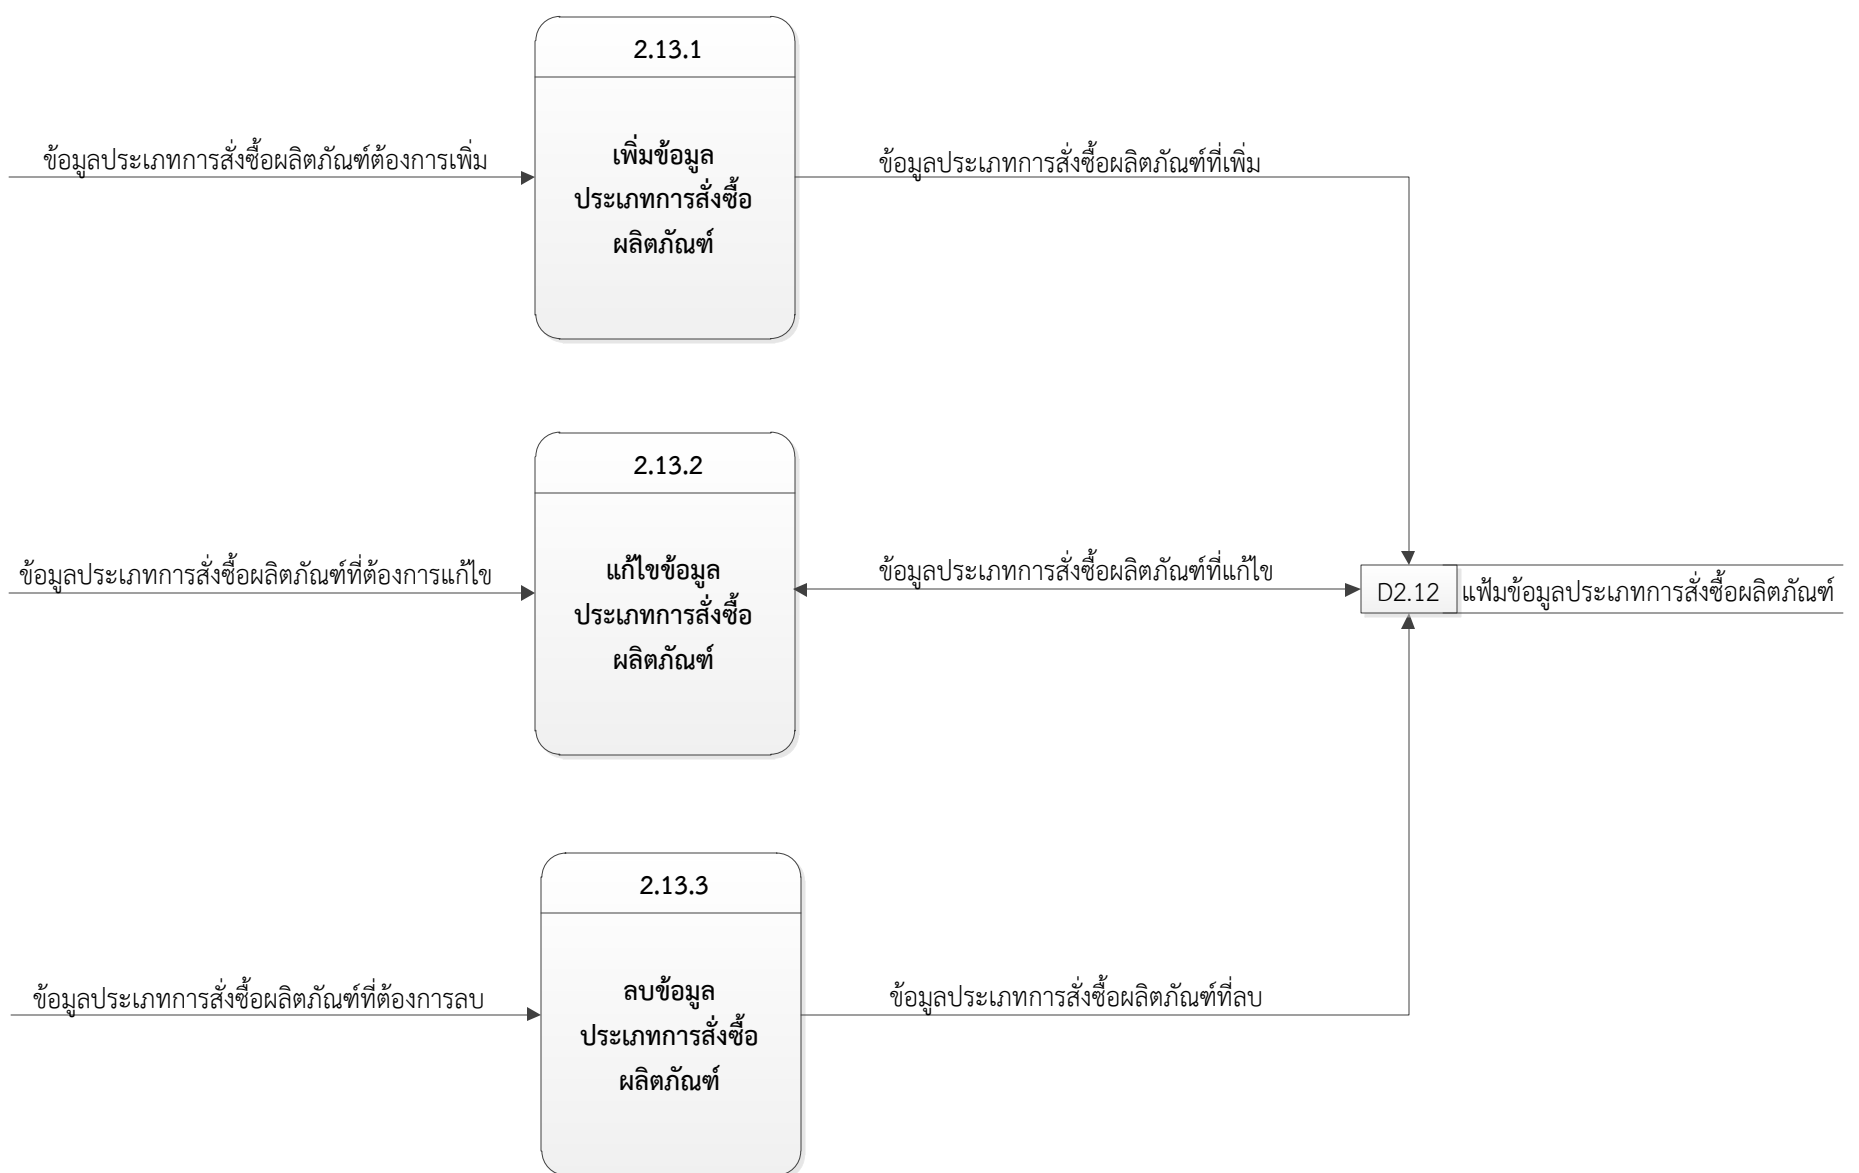 2.13.1
ข้อมูลประเภทการสั่งซื้อผลิตภัณฑ์ต้องการเพิ่ม
เพิ่มข้อมูล
ประเภทการสั่งซื้อ
ผลิตภัณฑ์
ข้อมูลประเภทการสั่งซื้อผลิตภัณฑ์ที่เพิ่ม
2.13.2
ข้อมูลประเภทการสั่งซื้อผลิตภัณฑ์ที่ต้องการแก้ไข
แก้ไขข้อมูล
ประเภทการสั่งซื้อ
ผลิตภัณฑ์
ข้อมูลประเภทการสั่งซื้อผลิตภัณฑ์ที่แก้ไข
D2.12
แฟ้มข้อมูลประเภทการสั่งซื้อผลิตภัณฑ์
2.13.3
ข้อมูลประเภทการสั่งซื้อผลิตภัณฑ์ที่ต้องการลบ
ลบข้อมูล
ประเภทการสั่งซื้อ
ผลิตภัณฑ์
ข้อมูลประเภทการสั่งซื้อผลิตภัณฑ์ที่ลบ